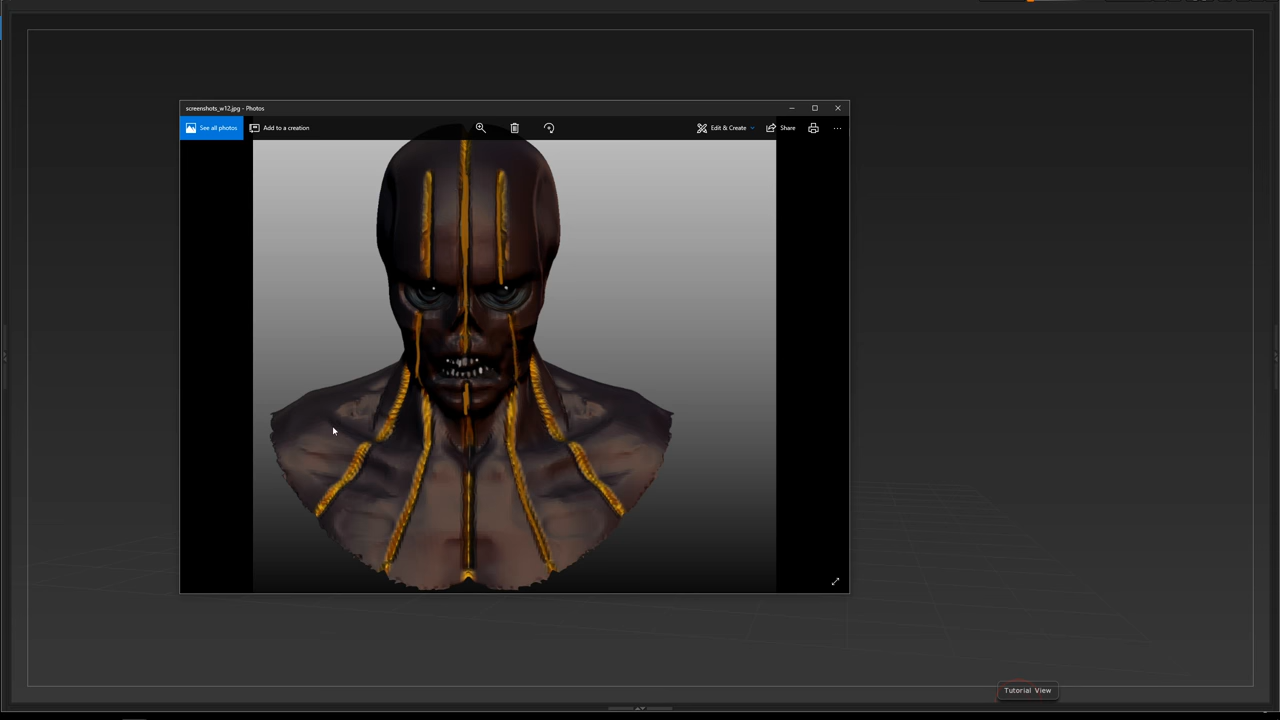 screenshots_w12.jpg - Photos
See all photos
Add to a creation
Edit & Create
Share
Tutorial View